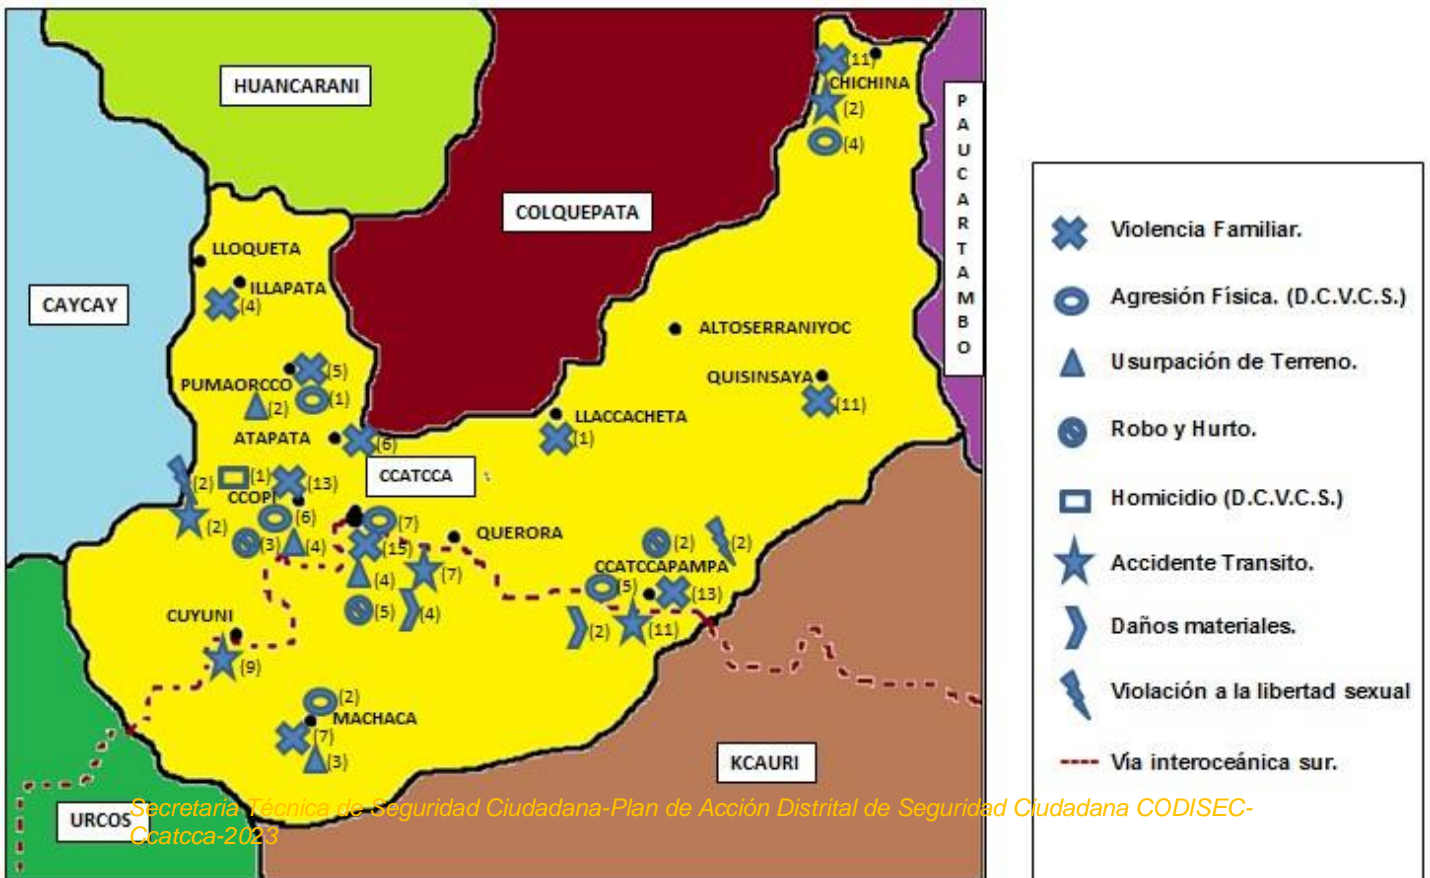 HUANCARANI
(11)
CHICHINA
(2)
(4)
P
A
U
C
A
R
T
A
M
B
O
COLQUEPATA
LLOQUETA
ILLAPATA
(4)
CAYCAY
ALTOSERRANIYOC
PUMAORCCO
(5)
(2)
(1)
QUISINSAYA
(11)
LLACCACHETA
(1)
ATAPATA
(6)
CCATCCA
(2)
(1)
(13)
CCOPI
(2)
(6)
(3)
(4)
(7)
(15)
(4)
(7)
(5)
(4)
QUERORA
(2)
(2)
CCATCCAPAMPA
(5)
(13)
(2)
(11)
CUYUNI
(9)
(2)
MACHACA
(7)
(3)
KCAURI
URCOS
Secretaria Técnica de Seguridad Ciudadana-Plan de Acción Distrital de Seguridad Ciudadana CODISEC-
Ccatcca-2023
Violencia Familiar.
Agresión Física. (D.C.V.C.S.)
Usurpación de Terreno.
Robo y Hurto.
Homicidio (D.C.V.C.S.)
Accidente Transito.
Daños materiales.
Violación a la libertad sexual
Via interoceánica sur.